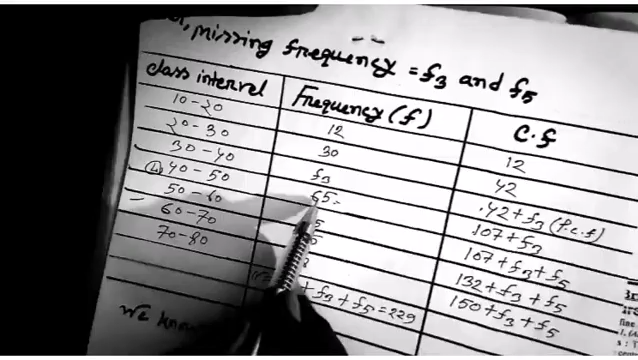 missing frequency = f3 and f5
class interval Frequency (f) C.f
10-20 12 12
20-30 30 42
30-40 f3 42+f3 (P.c.f)
40-50 65 107+f3
50-60 107+f3+f5
60-70 132+f3+f5
70-80 150+f3+f5
+f3+f5=229
we know